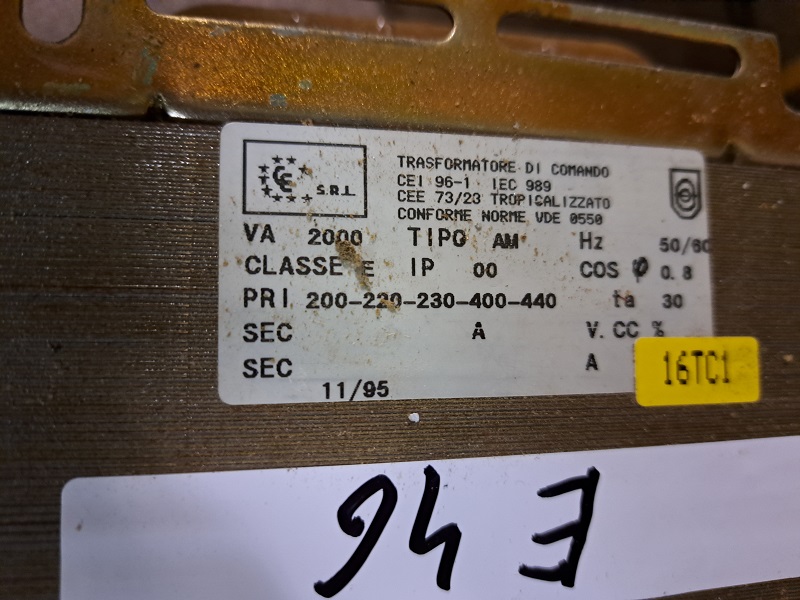 CE S.R.L.
TRASFORMATORE DI COMANDO
CEI 96-1 IEC 989
CEE 73/23 TROPICALIZZATO
CONFORME NORME VDE 0550
VA 2000 TIPO AM Hz 50/60
CLASSE E IP 00 COS φ 0.8
PRI 200-220-230-400-440 ta 30
SEC A V.CC %
SEC A
11/95
16TC1
E46